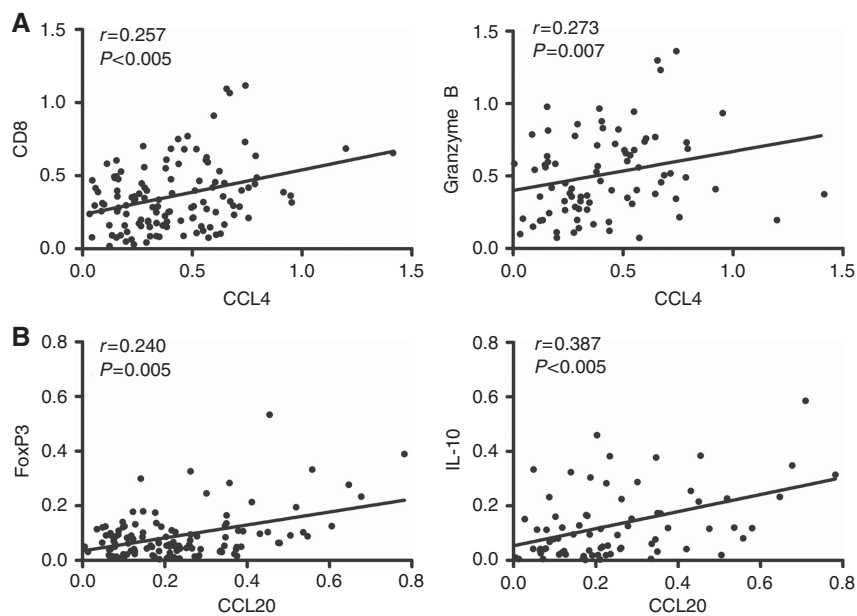 A
r=0.257
P<0.005
CD8
1.5
1.0
0.5
0.0
0.0 0.5 1.0 1.5
CCL4
r=0.273
P=0.007
Granzyme B
1.5
1.0
0.5
0.0
0.0 0.5 1.0 1.5
CCL4
B
r=0.240
P=0.005
FoxP3
0.8
0.6
0.4
0.2
0.0
0.0 0.2 0.4 0.6 0.8
CCL20
r=0.387
P<0.005
IL-10
0.8
0.6
0.4
0.2
0.0
0.0 0.2 0.4 0.6 0.8
CCL20